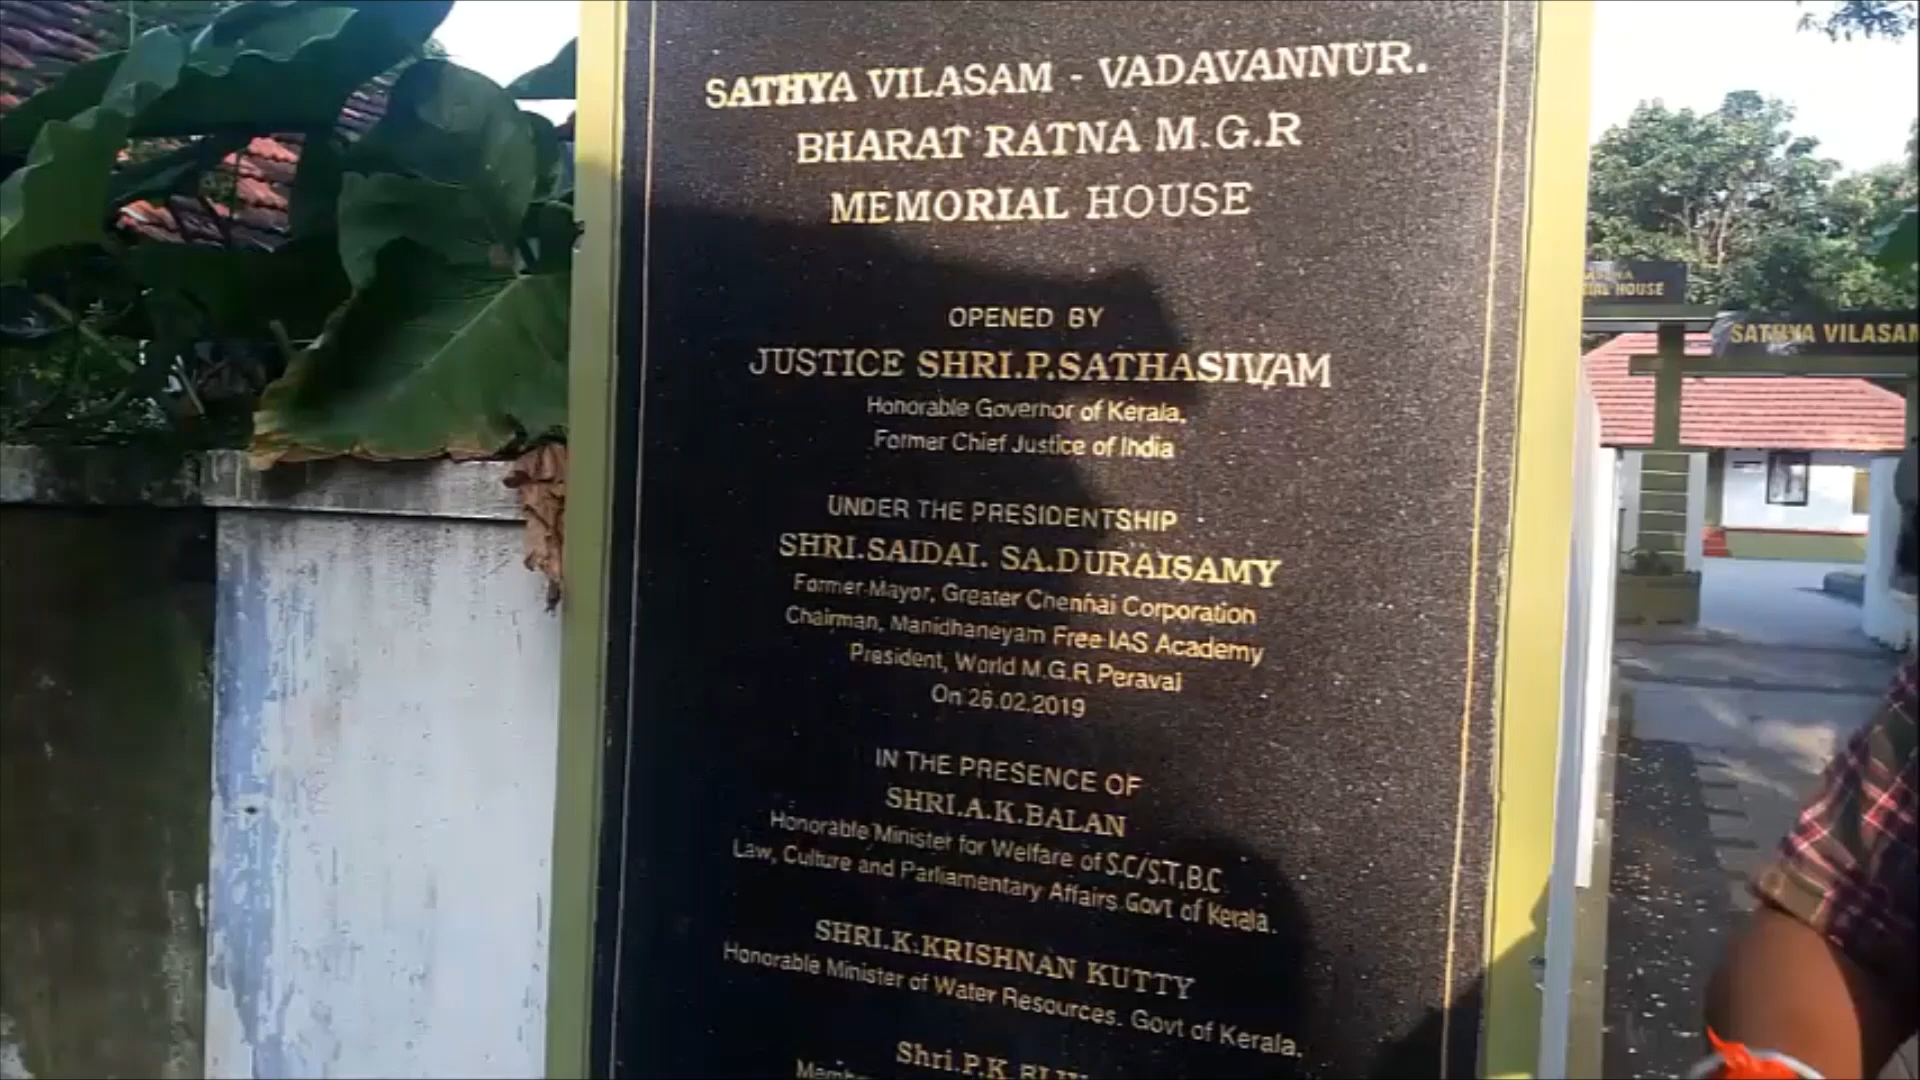 SATHYA VILASAM - VADAVANNUR.
BHARAT RATNA M.G.R
MEMORIAL HOUSE
OPENED BY
JUSTICE SHRI.P.SATHASIVAM
Honorable Governor of Kerala,
Former Chief Justice of India
UNDER THE PRESIDENTSHIP
SHRI.SAIDAI. SA.DURAISAMY
Former Mayor, Greater Chennai Corporation
Chairman, Manidhaneyam Free IAS Academy
President, World M.G.R Peravai
On 26.02.2019
IN THE PRESENCE OF
SHRI.A.K.BALAN
Honorable Minister for Welfare of S.C/S.T,B.C
Law, Culture and Parliamentary Affairs Govt of Kerala.
SHRI.K.KRISHNAN KUTTY
Honorable Minister of Water Resources. Govt of Kerala.
Shri.P.K.
HOUSE
SATHYA VILASAM